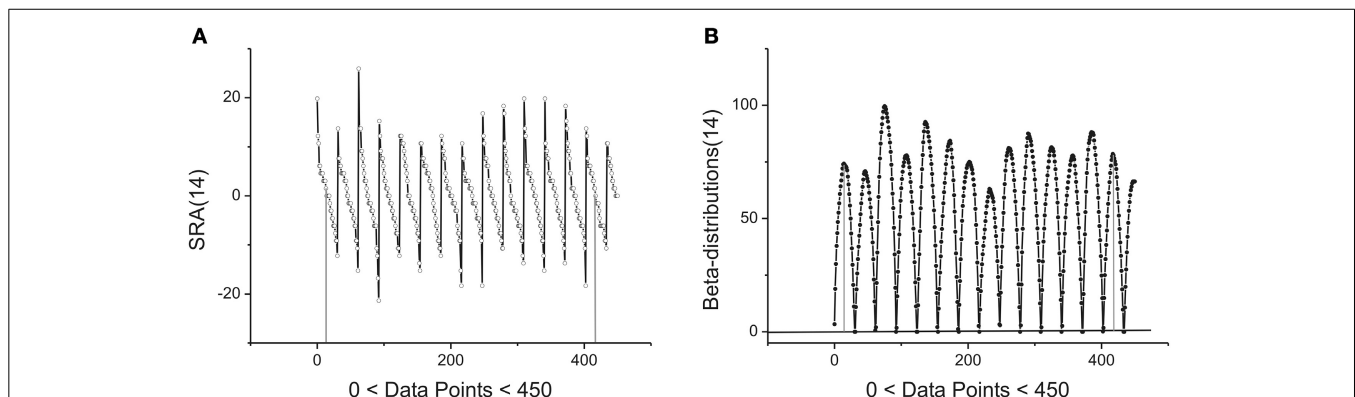 A
SRA(14)
20
0
-20
0
200
400
0 < Data Points < 450
B
Beta-distributions(14)
100
50
0
0
200
400
0 < Data Points < 450